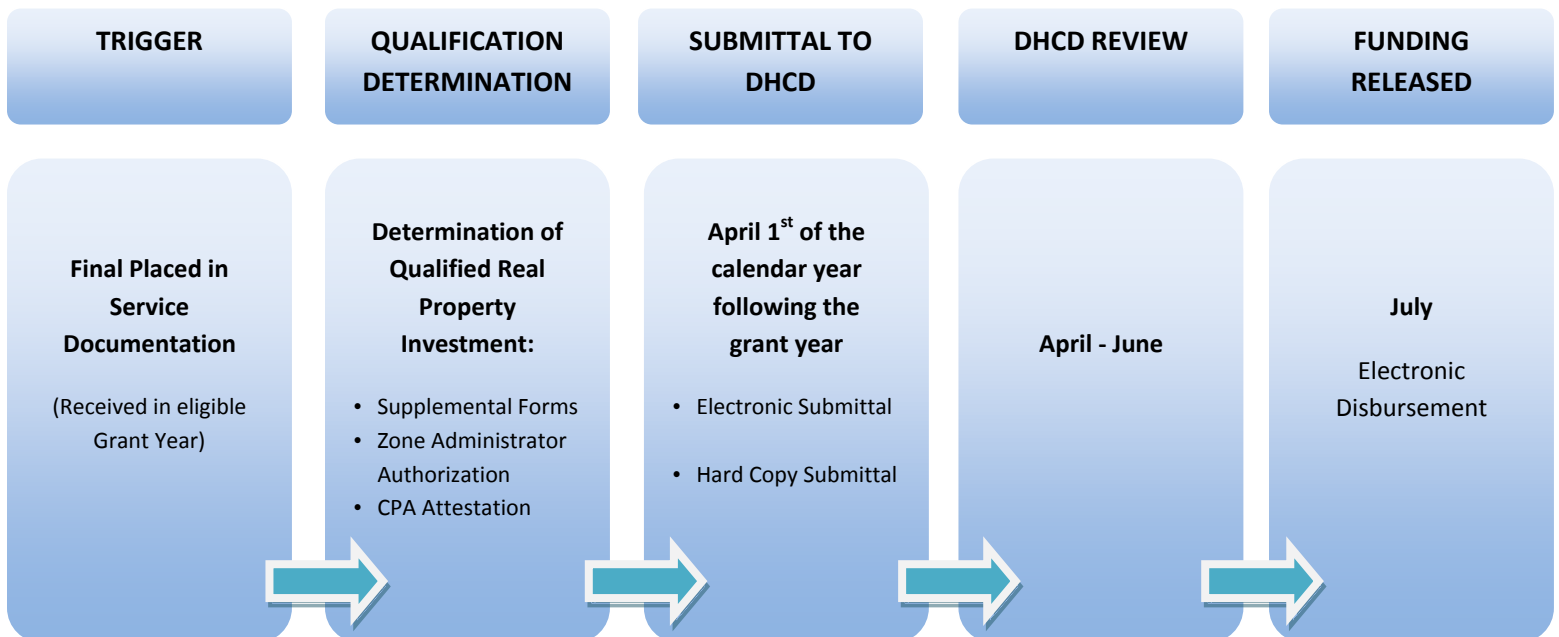 TRIGGER
QUALIFICATION
DETERMINATION
SUBMITTAL TO
DHCD
DHCD REVIEW
FUNDING
RELEASED
Final Placed in
Service
Documentation
(Received in eligible
Grant Year)
Determination of
Qualified Real
Property
Investment:
• Supplemental Forms
• Zone Administrator
Authorization
• CPA Attestation
April 1st of the
calendar year
following the
grant year
• Electronic Submittal
• Hard Copy Submittal
April - June
July
Electronic
Disbursement